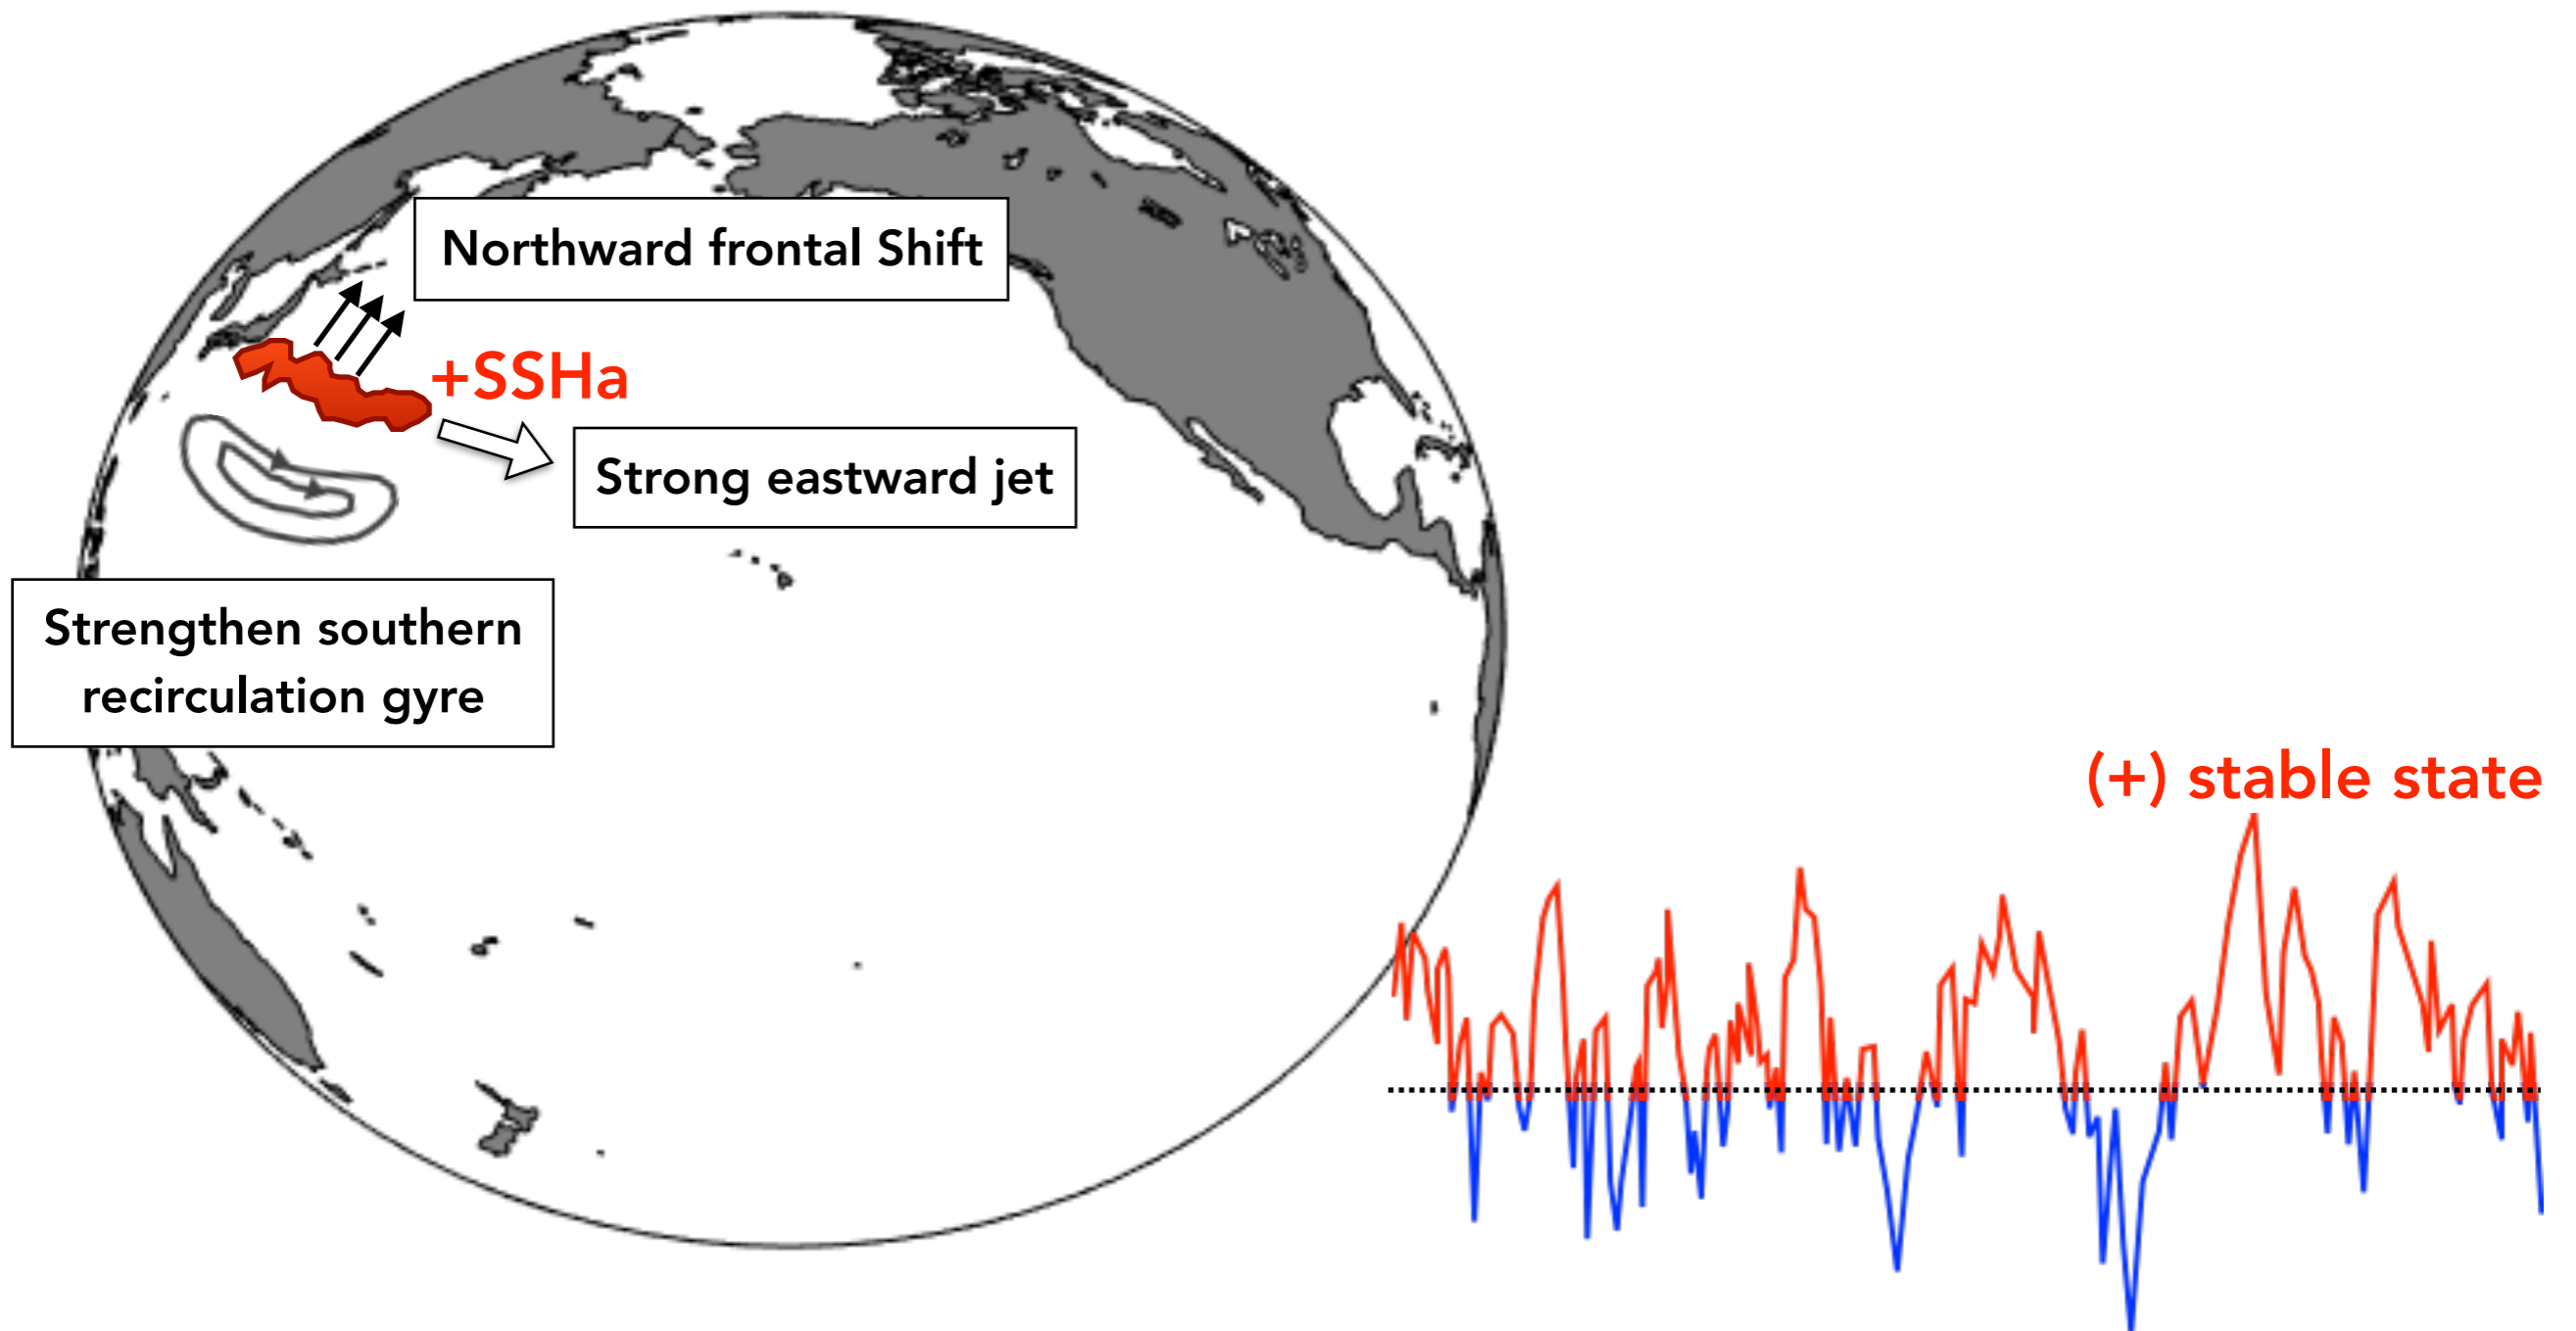 Northward frontal Shift
+SSHa
Strong eastward jet
Strengthen southern
recirculation gyre
(+) stable state